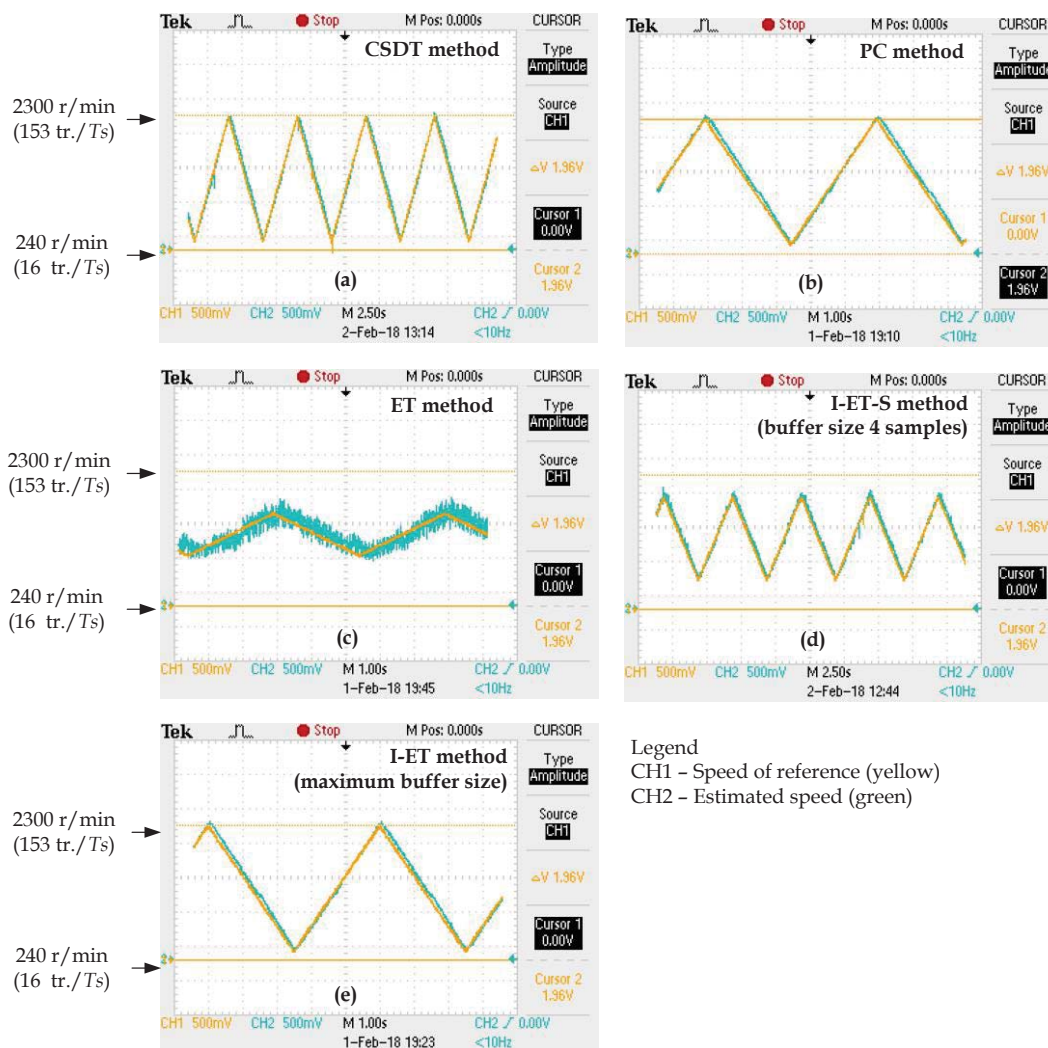 Tek Stop M Pos: 0.000s CURSOR
CSDT method
Type
Amplitude
Source
CH1
△V 1.96V
Cursor 1
0.00V
Cursor 2
1.96V
2300 r/min
(153 tr./Ts)
240 r/min
(16 tr./Ts)
2
(a)
CH1 500mV CH2 500mV M 2.50s CH2 ƒ 0.00V
2-Feb-18 13:14 <10Hz
Tek Stop M Pos: 0.000s CURSOR
PC method
Type
Amplitude
Source
CH1
△V 1.96V
Cursor 1
0.00V
Cursor 2
1.96V
2
(b)
CH1 500mV CH2 500mV M 1.00s CH2 ƒ 0.00V
1-Feb-18 19:10 <10Hz
Tek Stop M Pos: 0.000s CURSOR
ET method
Type
Amplitude
Source
CH1
△V 1.96V
Cursor 1
0.00V
Cursor 2
1.96V
2300 r/min
(153 tr./Ts)
240 r/min
(16 tr./Ts)
2
(c)
CH1 500mV CH2 500mV M 1.00s CH2 ƒ 0.00V
1-Feb-18 19:45 <10Hz
Tek Stop M Pos: 0.000s CURSOR
I-ET-S method
(buffer size 4 samples)
Type
Amplitude
Source
CH1
△V 1.96V
Cursor 1
0.00V
Cursor 2
1.96V
2
(d)
CH1 500mV CH2 500mV M 2.50s CH2 ƒ 0.00V
2-Feb-18 12:44 <10Hz
Tek Stop M Pos: 0.000s CURSOR
I-ET method
(maximum buffer size)
Type
Amplitude
Source
CH1
△V 1.96V
Cursor 1
0.00V
Cursor 2
1.96V
2300 r/min
(153 tr./Ts)
240 r/min
(16 tr./Ts)
2
(e)
CH1 500mV CH2 500mV M 1.00s CH2 ƒ 0.00V
1-Feb-18 19:23 <10Hz
Legend
CH1 – Speed of reference (yellow)
CH2 – Estimated speed (green)